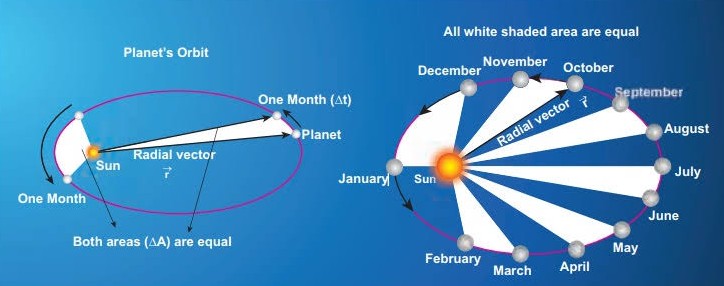 Planet's Orbit
One Month (Δt)
Planet
Radial vector
r⃗
Sun
One Month
Both areas (ΔA) are equal
All white shaded area are equal
November
December
October
September
Radial vector r⃗
August
January
Sun
July
June
May
February
March
April